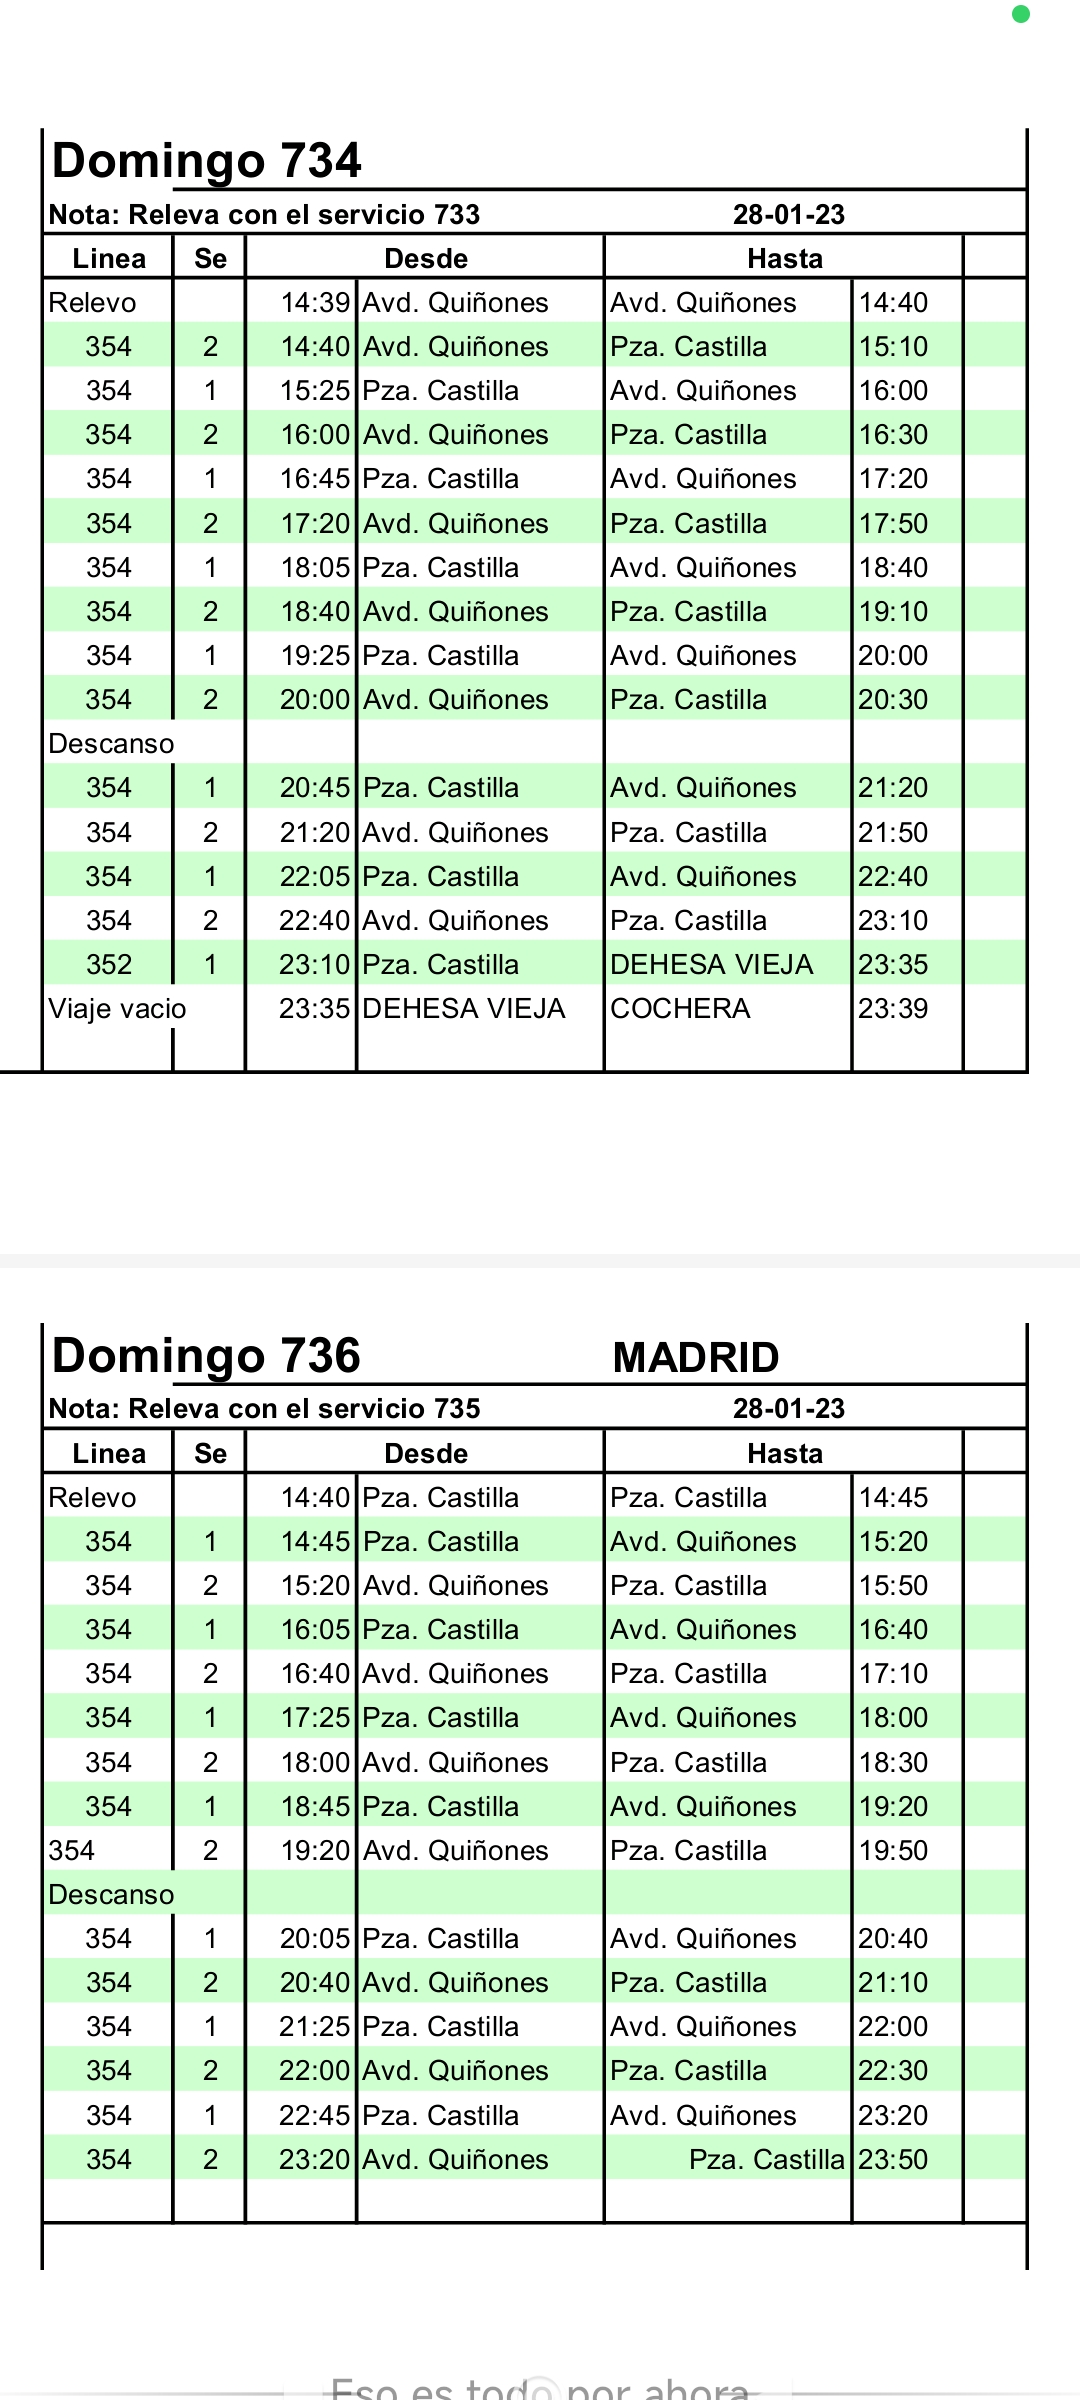 Domingo 734
Nota: Releva con el servicio 733 28-01-23
Linea Se Desde Hasta
Relevo 14:39 Avd. Quiñones Avd. Quiñones 14:40
354 2 14:40 Avd. Quiñones Pza. Castilla 15:10
354 1 15:25 Pza. Castilla Avd. Quiñones 16:00
354 2 16:00 Avd. Quiñones Pza. Castilla 16:30
354 1 16:45 Pza. Castilla Avd. Quiñones 17:20
354 2 17:20 Avd. Quiñones Pza. Castilla 17:50
354 1 18:05 Pza. Castilla Avd. Quiñones 18:40
354 2 18:40 Avd. Quiñones Pza. Castilla 19:10
354 1 19:25 Pza. Castilla Avd. Quiñones 20:00
354 2 20:00 Avd. Quiñones Pza. Castilla 20:30
Descanso
354 1 20:45 Pza. Castilla Avd. Quiñones 21:20
354 2 21:20 Avd. Quiñones Pza. Castilla 21:50
354 1 22:05 Pza. Castilla Avd. Quiñones 22:40
354 2 22:40 Avd. Quiñones Pza. Castilla 23:10
352 1 23:10 Pza. Castilla DEHESA VIEJA 23:35
Viaje vacio 23:35 DEHESA VIEJA COCHERA 23:39
Domingo 736 MADRID
Nota: Releva con el servicio 735 28-01-23
Linea Se Desde Hasta
Relevo 14:40 Pza. Castilla Pza. Castilla 14:45
354 1 14:45 Pza. Castilla Avd. Quiñones 15:20
354 2 15:20 Avd. Quiñones Pza. Castilla 15:50
354 1 16:05 Pza. Castilla Avd. Quiñones 16:40
354 2 16:40 Avd. Quiñones Pza. Castilla 17:10
354 1 17:25 Pza. Castilla Avd. Quiñones 18:00
354 2 18:00 Avd. Quiñones Pza. Castilla 18:30
354 1 18:45 Pza. Castilla Avd. Quiñones 19:20
354 2 19:20 Avd. Quiñones Pza. Castilla 19:50
Descanso
354 1 20:05 Pza. Castilla Avd. Quiñones 20:40
354 2 20:40 Avd. Quiñones Pza. Castilla 21:10
354 1 21:25 Pza. Castilla Avd. Quiñones 22:00
354 2 22:00 Avd. Quiñones Pza. Castilla 22:30
354 1 22:45 Pza. Castilla Avd. Quiñones 23:20
354 2 23:20 Avd. Quiñones Pza. Castilla 23:50
Eso es todo por ahora